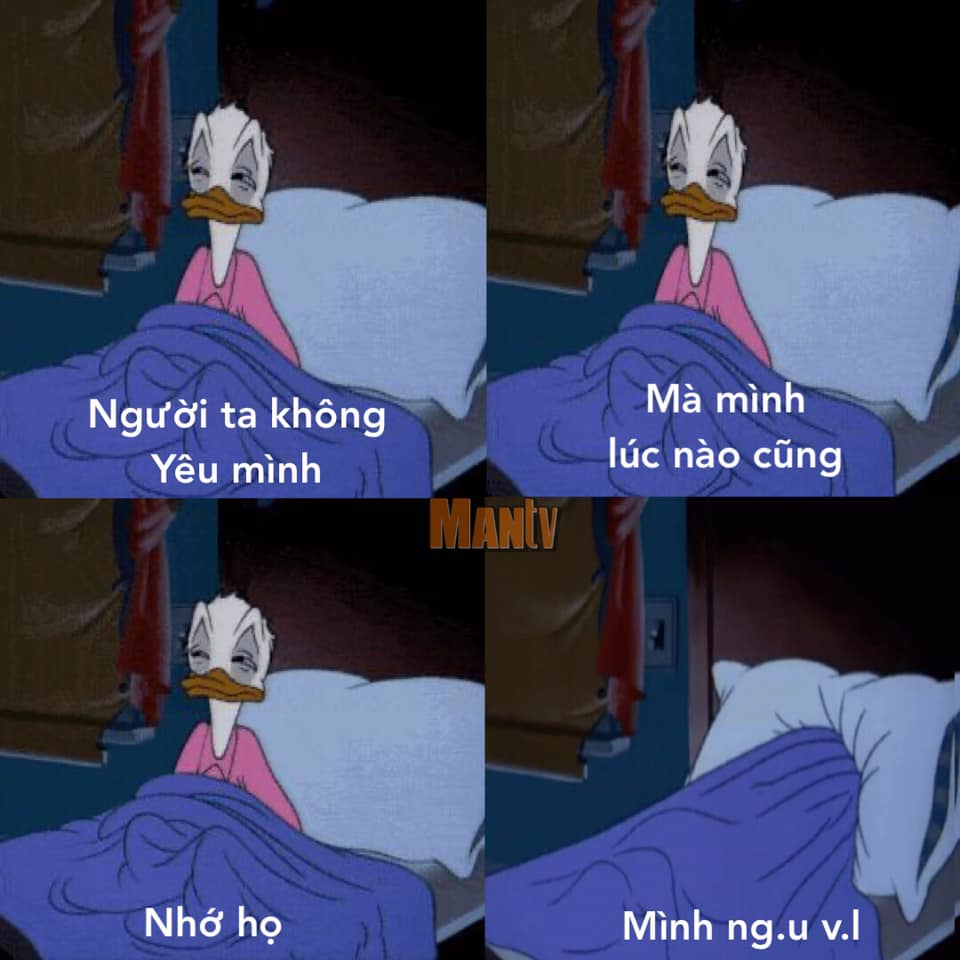 Người ta không
Yêu mình
Mà mình
lúc nào cũng
MANtv
Nhớ họ
Mình ng.u v.l